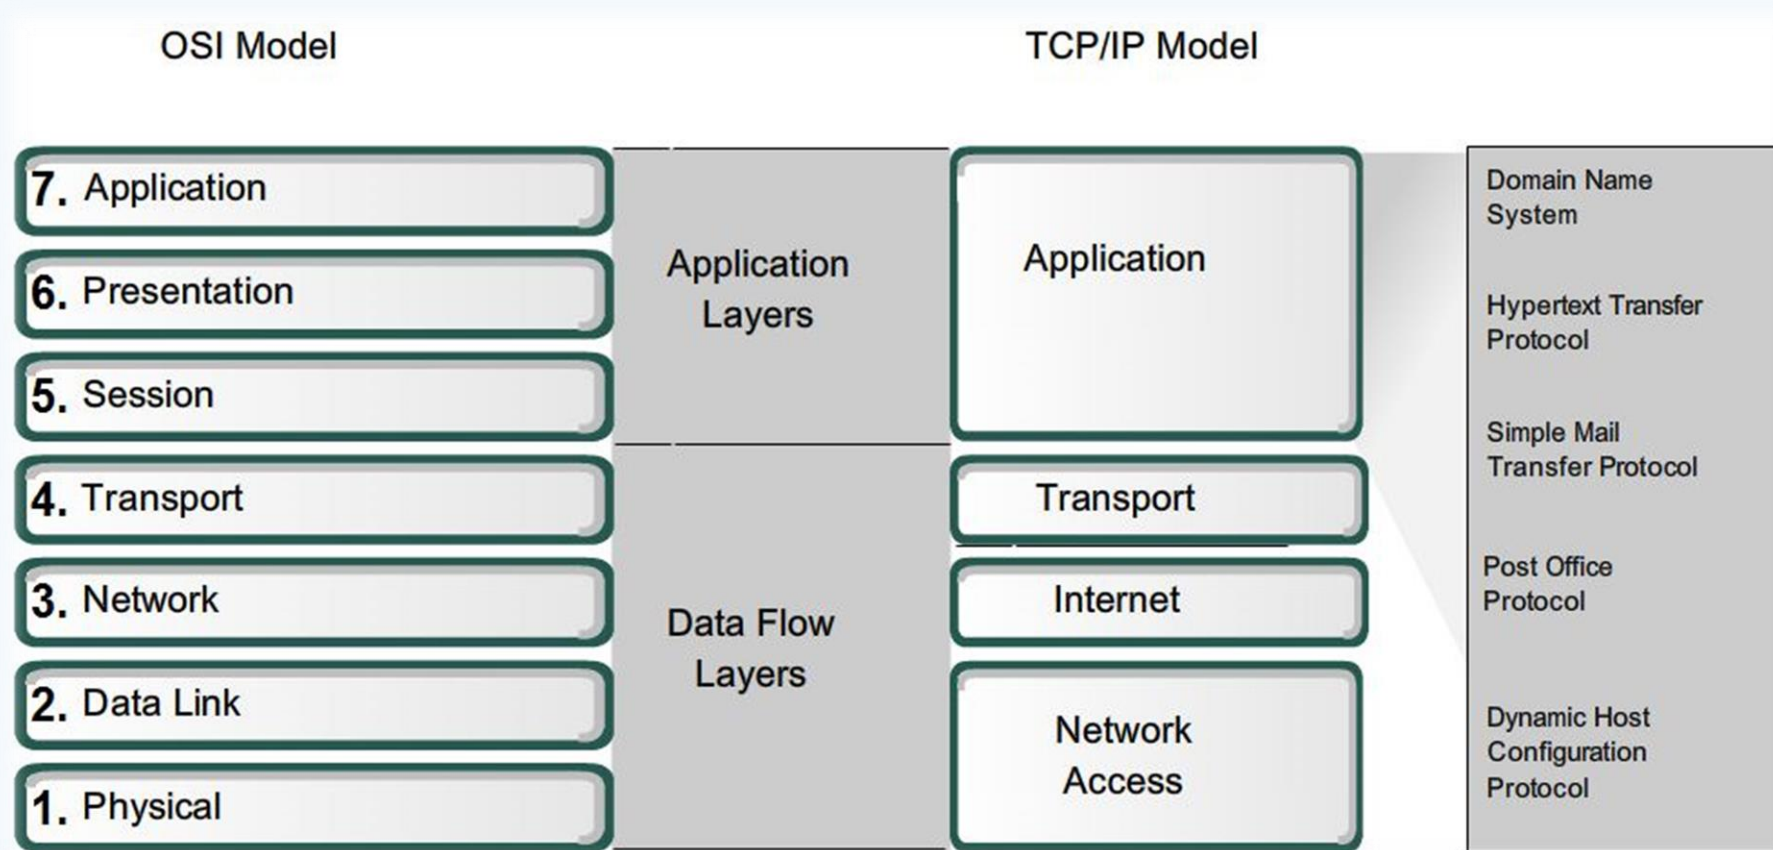 OSI Model
TCP/IP Model
7. Application
6. Presentation
5. Session
4. Transport
3. Network
2. Data Link
1. Physical
Application
Layers
Data Flow
Layers
Application
Transport
Internet
Network
Access
Domain Name
System
Hypertext Transfer
Protocol
Simple Mail
Transfer Protocol
Post Office
Protocol
Dynamic Host
Configuration
Protocol